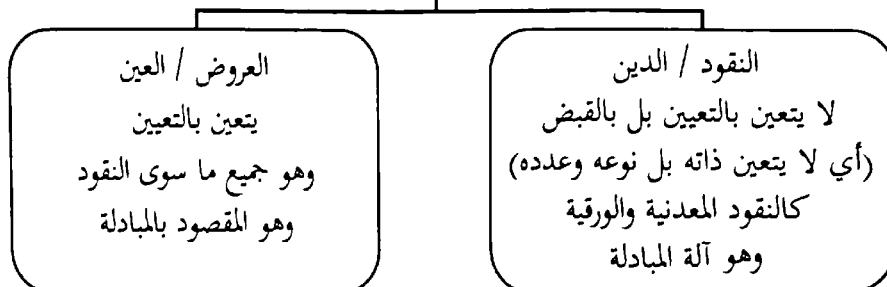 النقود / الدين
لا يتعين بالتعيين بل بالقبض
(أي لا يتعين ذاته بل نوعه وعدده)
كالنقود المعدنية والورقية
وهو آلة المبادلة
العروض / العين
يتعين بالتعيين
وهو جميع ما سوى النقود
وهو المقصود بالمبادلة